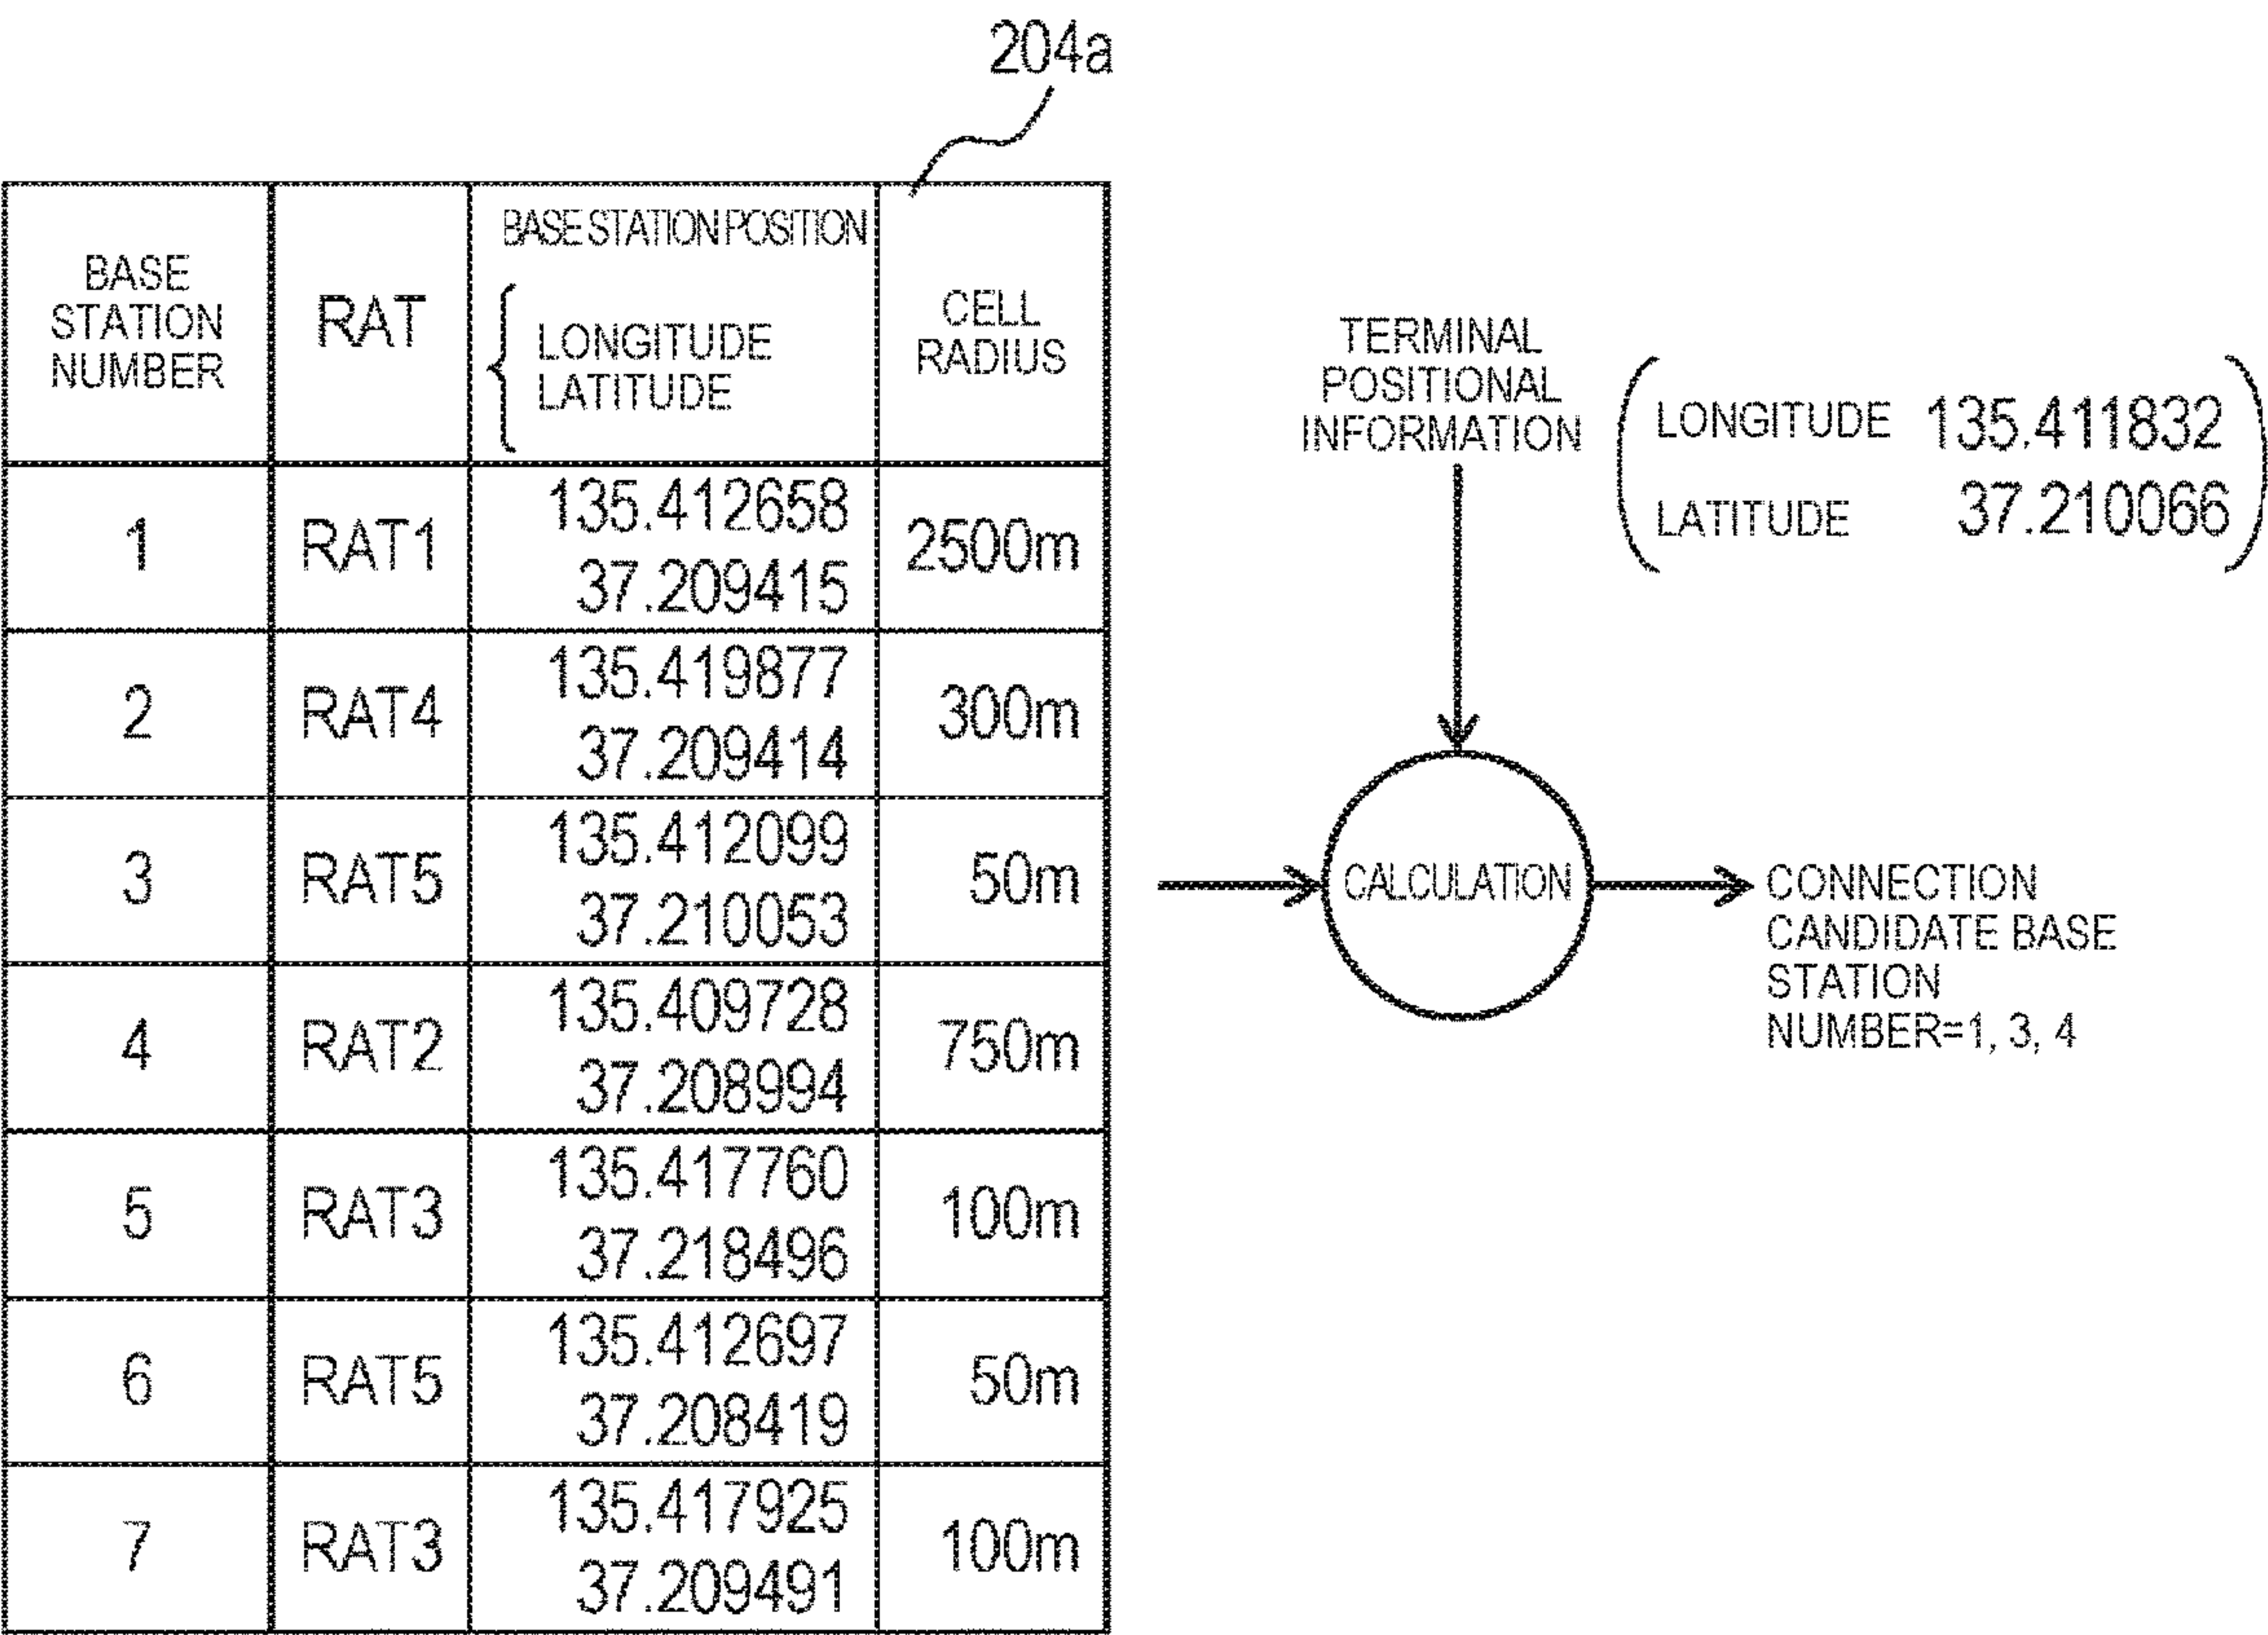 204a
BASE
STATION
NUMBER
RAT
BASE STATION POSITION
LONGITUDE
LATITUDE
CELL
RADIUS
1
RAT1
135.412658
37.209415
2500m
2
RAT4
135.419877
37.209414
300m
3
RAT5
135.412099
37.210053
50m
4
RAT2
135.409728
37.208994
750m
5
RAT3
135.417760
37.218496
100m
6
RAT5
135.412697
37.208419
50m
7
RAT3
135.417925
37.209491
100m
TERMINAL
POSITIONAL
INFORMATION
LONGITUDE 135.411832
LATITUDE 37.210066
CALCULATION
CONNECTION
CANDIDATE BASE
STATION
NUMBER=1, 3, 4